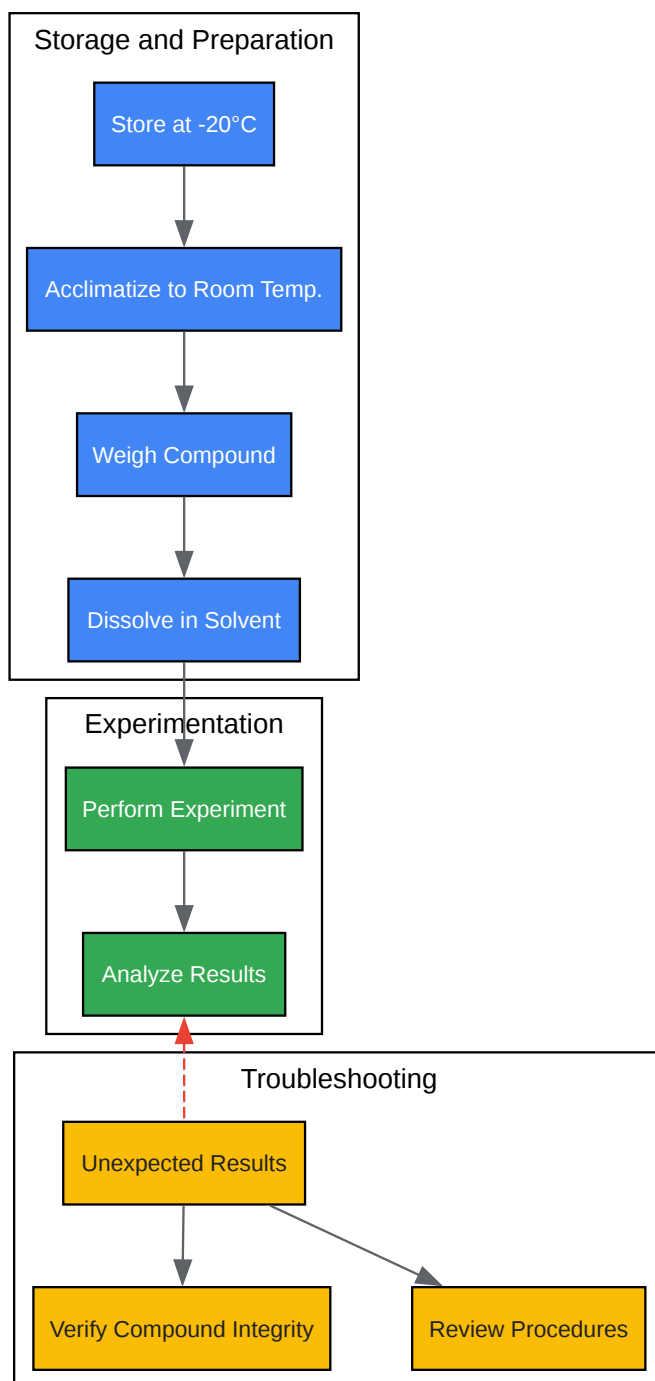 Storage and Preparation
Store at -20°C
Acclimatize to Room Temp.
Weigh Compound
Dissolve in Solvent
Experimentation
Perform Experiment
Analyze Results
Troubleshooting
Unexpected Results
Verify Compound Integrity
Review Procedures